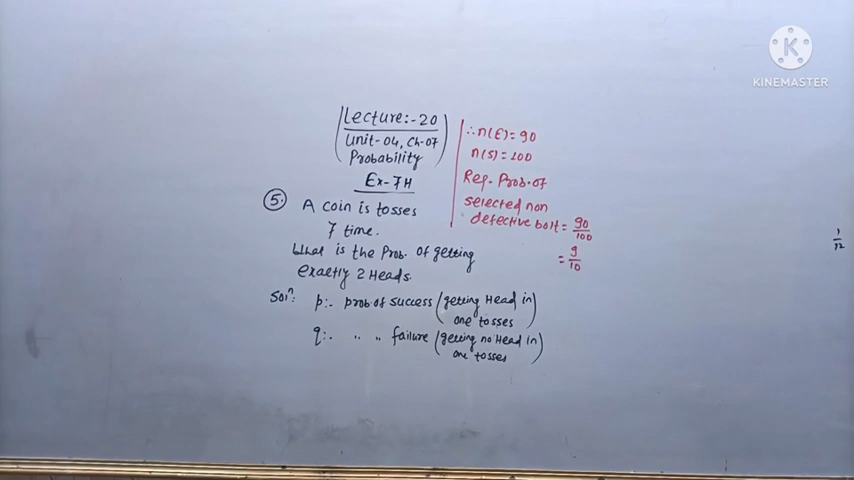 KINEMASTER
Lecture:-20
Unit-04, Ch-07
Probability
Ex-7H
5. A coin is tosses
7 time.
What is the Prob. of getting
exactly 2 Heads.
Soln: p:- Prob. of success (getting Head in
one tosses)
q:- " " failure (getting no Head in
one tosses)
∴ n(E) = 90
n(S) = 100
Req. Prob. of
selected non
defective bolt = 90/100
= 9/10